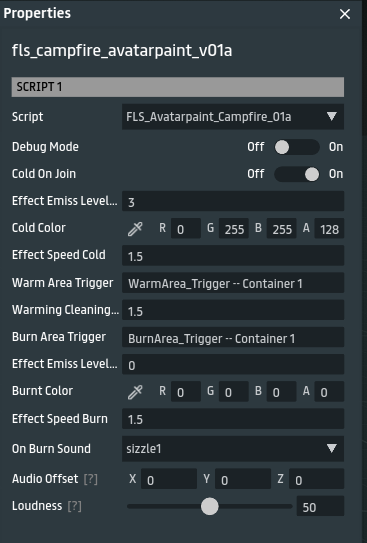 Properties ×
fls_campfire_avatarpaint_v01a
SCRIPT 1
Script FLS_Avatarpaint_Campfire_01a
Debug Mode Off On
Cold On Join Off On
Effect Emiss Level... 3
Cold Color R 0 G 255 B 255 A 128
Effect Speed Cold 1.5
Warm Area Trigger WarmArea_Trigger -- Container 1
Warming Cleaning... 1.5
Burn Area Trigger BurnArea_Trigger -- Container 1
Effect Emiss Level... 0
Burnt Color R 0 G 0 B 0 A 0
Effect Speed Burn 1.5
On Burn Sound sizzle1
Audio Offset [?] X 0 Y 0 Z 0
Loudness [?] 50